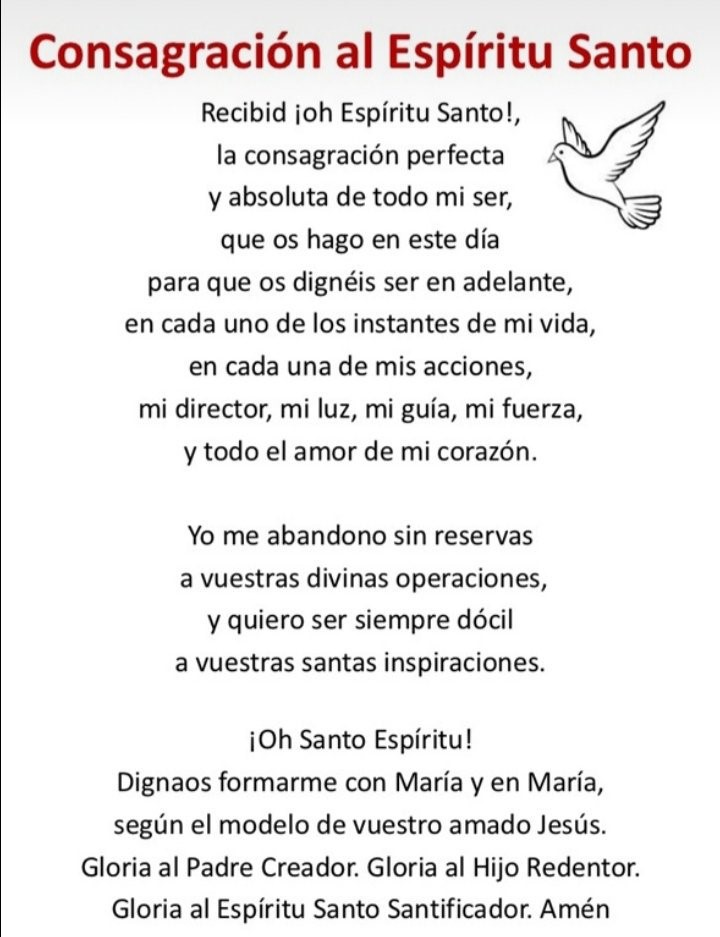 Consagración al Espíritu Santo
Recibid ¡oh Espíritu Santo!,
la consagración perfecta
y absoluta de todo mi ser,
que os hago en este día
para que os dignéis ser en adelante,
en cada uno de los instantes de mi vida,
en cada una de mis acciones,
mi director, mi luz, mi guía, mi fuerza,
y todo el amor de mi corazón.
Yo me abandono sin reservas
a vuestras divinas operaciones,
y quiero ser siempre dócil
a vuestras santas inspiraciones.
¡Oh Santo Espíritu!
Dignaos formarme con María y en María,
según el modelo de vuestro amado Jesús.
Gloria al Padre Creador. Gloria al Hijo Redentor.
Gloria al Espíritu Santo Santificador. Amén